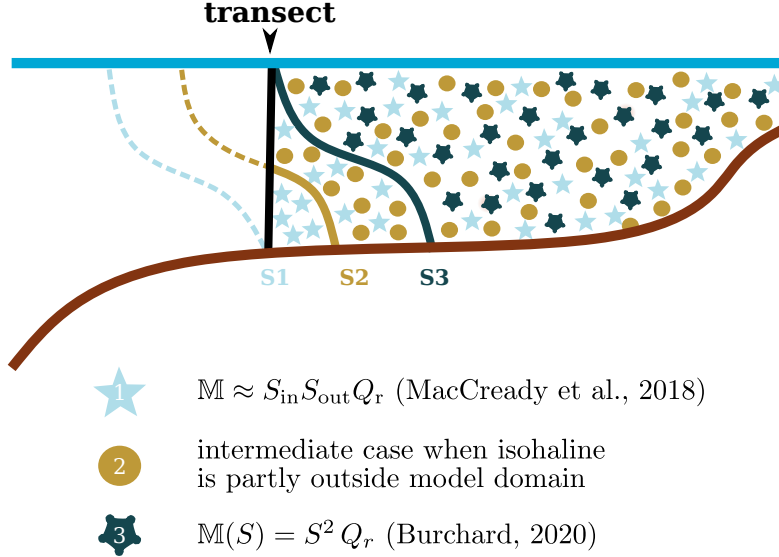 transect
S1 S2 S3
1 𝕄 ≈ S_in S_out Q_r (MacCready et al., 2018)
2 intermediate case when isohaline
is partly outside model domain
3 𝕄(S) = S² Q_r (Burchard, 2020)